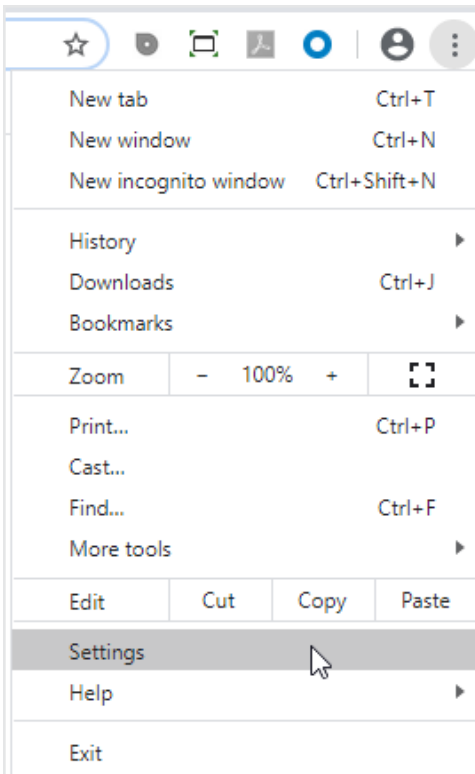 New tab Ctrl+T
New window Ctrl+N
New incognito window Ctrl+Shift+N
History
Downloads Ctrl+J
Bookmarks
Zoom - 100% +
Print... Ctrl+P
Cast...
Find... Ctrl+F
More tools
Edit Cut Copy Paste
Settings
Help
Exit